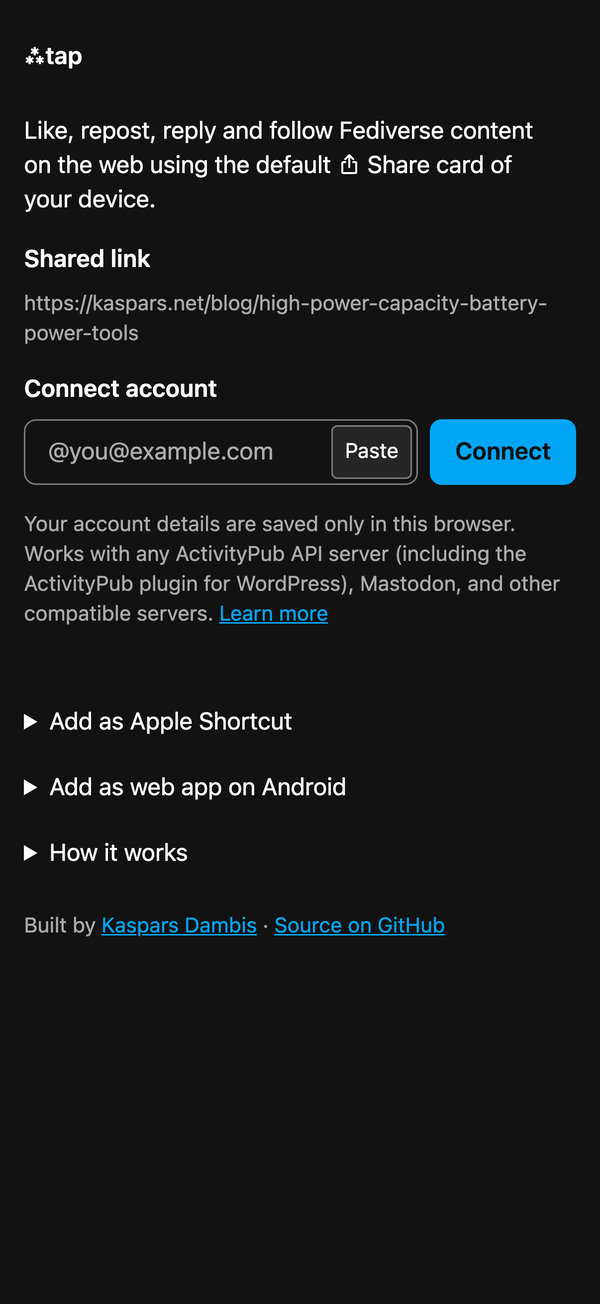 ⁂tap
Like, repost, reply and follow Fediverse content
on the web using the default Share card of
your device.
Shared link
https://kaspars.net/blog/high-power-capacity-battery-
power-tools
Connect account
@you@example.com Paste Connect
Your account details are saved only in this browser.
Works with any ActivityPub API server (including the
ActivityPub plugin for WordPress), Mastodon, and other
compatible servers. Learn more
Add as Apple Shortcut
Add as web app on Android
How it works
Built by Kaspars Dambis · Source on GitHub